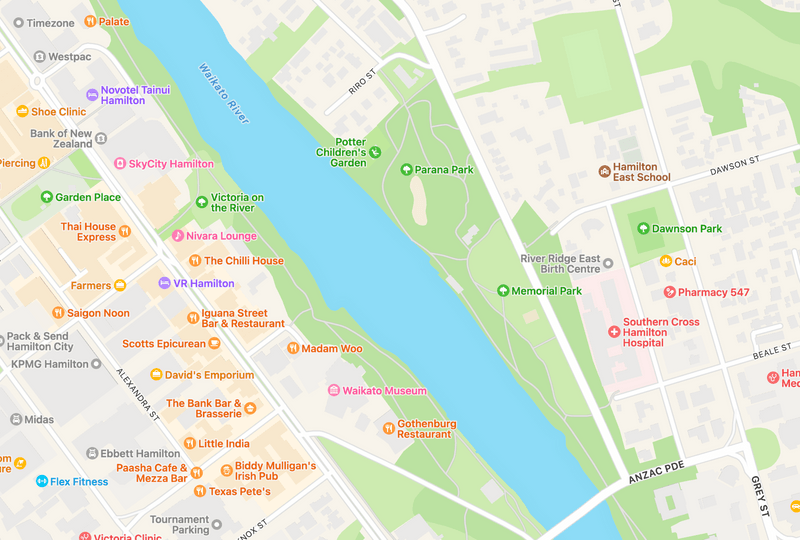 Timezone
Palate
Westpac
Novotel Tainui
Hamilton
Shoe Clinic
Bank of New
Zealand
Piercing
SkyCity Hamilton
Garden Place
Victoria on
the River
Thai House
Express
Nivara Lounge
The Chilli House
Farmers
VR Hamilton
Saigon Noon
Iguana Street
Bar & Restaurant
Pack & Send
Hamilton City
Scotts Epicurean
KPMG Hamilton
Madam Woo
David's Emporium
ALEXANDRA ST
Waikato Museum
The Bank Bar &
Brasserie
Midas
Gothenburg
Restaurant
Little India
Ebbett Hamilton
Paasha Cafe &
Mezza Bar
Biddy Mulligan's
Irish Pub
Flex Fitness
Texas Pete's
Tournament
Parking
Victoria Clinic
Waikato River
RIRO ST
ST
Potter
Children's
Garden
Parana Park
Hamilton
East School
DAWSON ST
Dawnson Park
River Ridge East
Birth Centre
Caci
Memorial Park
Pharmacy 547
Southern Cross
Hamilton
Hospital
BEALE ST
ANZAC PDE
GREY ST